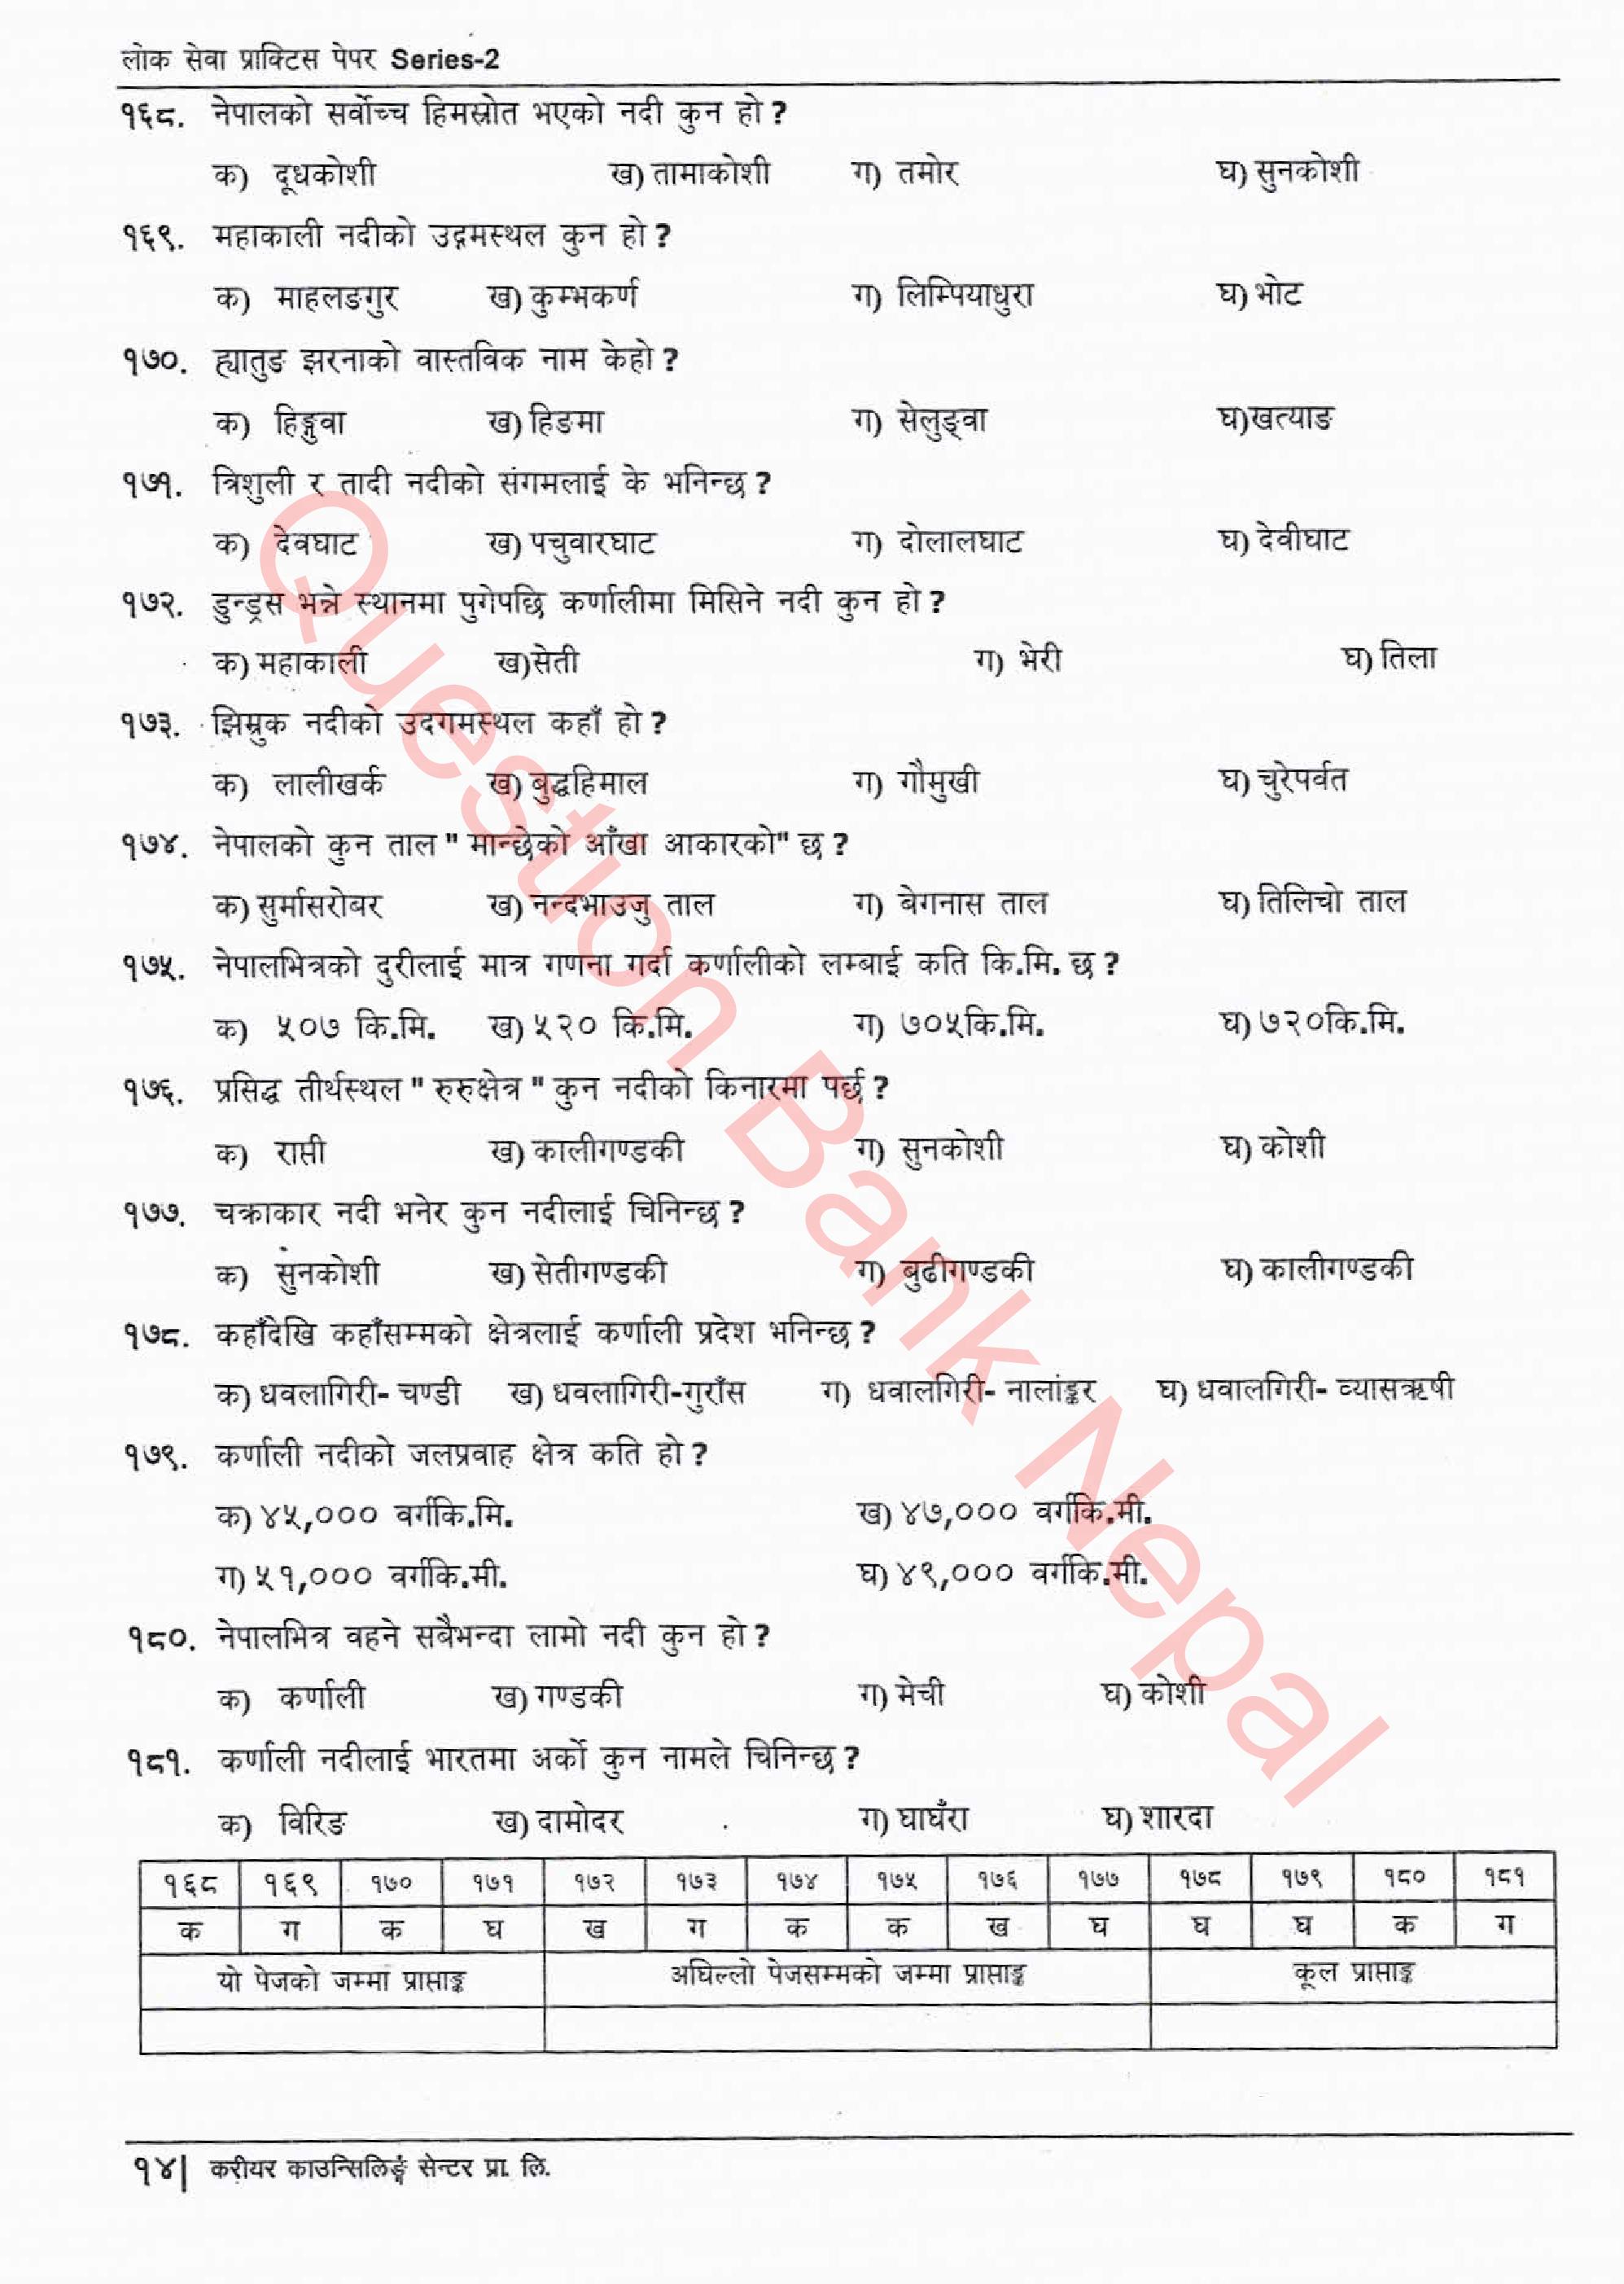 लोक सेवा प्राक्टिस पेपर Series-2
१६८. नेपालको सर्वोच्च हिमस्रोत भएको नदी कुन हो ?
क) दूधकोशी ख) तामाकोशी ग) तमोर घ) सुनकोशी
१६९. महाकाली नदीको उद्गमस्थल कुन हो ?
क) माहलङगुर ख) कुम्भकर्ण ग) लिम्पियाधुरा घ) भोट
१७०. ह्यातुङ झरनाको वास्तविक नाम केहो ?
क) हिङ्गुवा ख) हिङमा ग) सेलुङ्वा घ)खत्याङ
१७१. त्रिशुली र तादी नदीको संगमलाई के भनिन्छ ?
क) देवघाट ख) पचुवारघाट ग) दोलालघाट घ) देवीघाट
१७२. डुन्ड्रस भन्ने स्थानमा पुगेपछि कर्णालीमा मिसिने नदी कुन हो ?
क) महाकाली ख)सेती ग) भेरी घ) तिला
१७३. झिम्रुक नदीको उदगमस्थल कहाँ हो ?
क) लालीखर्क ख) बुद्धहिमाल ग) गौमुखी घ) चुरेपर्वत
१७४. नेपालको कुन ताल " मान्छेको आँखा आकारको" छ ?
क) सुर्मासरोबर ख) नन्दभाउजु ताल ग) बेगनास ताल घ) तिलिचो ताल
१७५. नेपालभित्रको दुरीलाई मात्र गणना गर्दा कर्णालीको लम्बाई कति कि.मि. छ ?
क) ५०७ कि.मि. ख) ५२० कि.मि. ग) ७०५कि.मि. घ) ७२०कि.मि.
१७६. प्रसिद्ध तीर्थस्थल " रुरुक्षेत्र " कुन नदीको किनारमा पर्छ ?
क) राप्ती ख) कालीगण्डकी ग) सुनकोशी घ) कोशी
१७७. चक्राकार नदी भनेर कुन नदीलाई चिनिन्छ ?
क) सुनकोशी ख) सेतीगण्डकी ग) बुढीगण्डकी घ) कालीगण्डकी
१७८. कहाँदेखि कहाँसम्मको क्षेत्रलाई कर्णाली प्रदेश भनिन्छ ?
क) धवलागिरी- चण्डी ख) धवलागिरी-गुराँस ग) धवालगिरी- नालांङ्कर घ) धवालगिरी- व्यासऋषी
१७९. कर्णाली नदीको जलप्रवाह क्षेत्र कति हो ?
क) ४५,००० वर्गकि.मि. ख) ४७,००० वर्गकि.मी.
ग) ५१,००० वर्गकि.मी. घ) ४९,००० वर्गकि.मी.
१८०. नेपालभित्र वहने सबैभन्दा लामो नदी कुन हो ?
क) कर्णाली ख) गण्डकी ग) मेची घ) कोशी
१८१. कर्णाली नदीलाई भारतमा अर्को कुन नामले चिनिन्छ ?
क) विरिङ ख) दामोदर ग) घाघँरा घ) शारदा
१६८ १६९ १७० १७१ १७२ १७३ १७४ १७५ १७६ १७७ १७८ १७९ १८० १८१
क ग क घ ख ग क क ख घ घ घ क ग
यो पेजको जम्मा प्राप्ताङ्क अघिल्लो पेजसम्मको जम्मा प्राप्ताङ्क कूल प्राप्ताङ्क
१४| करीयर काउन्सिलिङ्गं सेन्टर प्रा. लि.
Question Bank Nepal